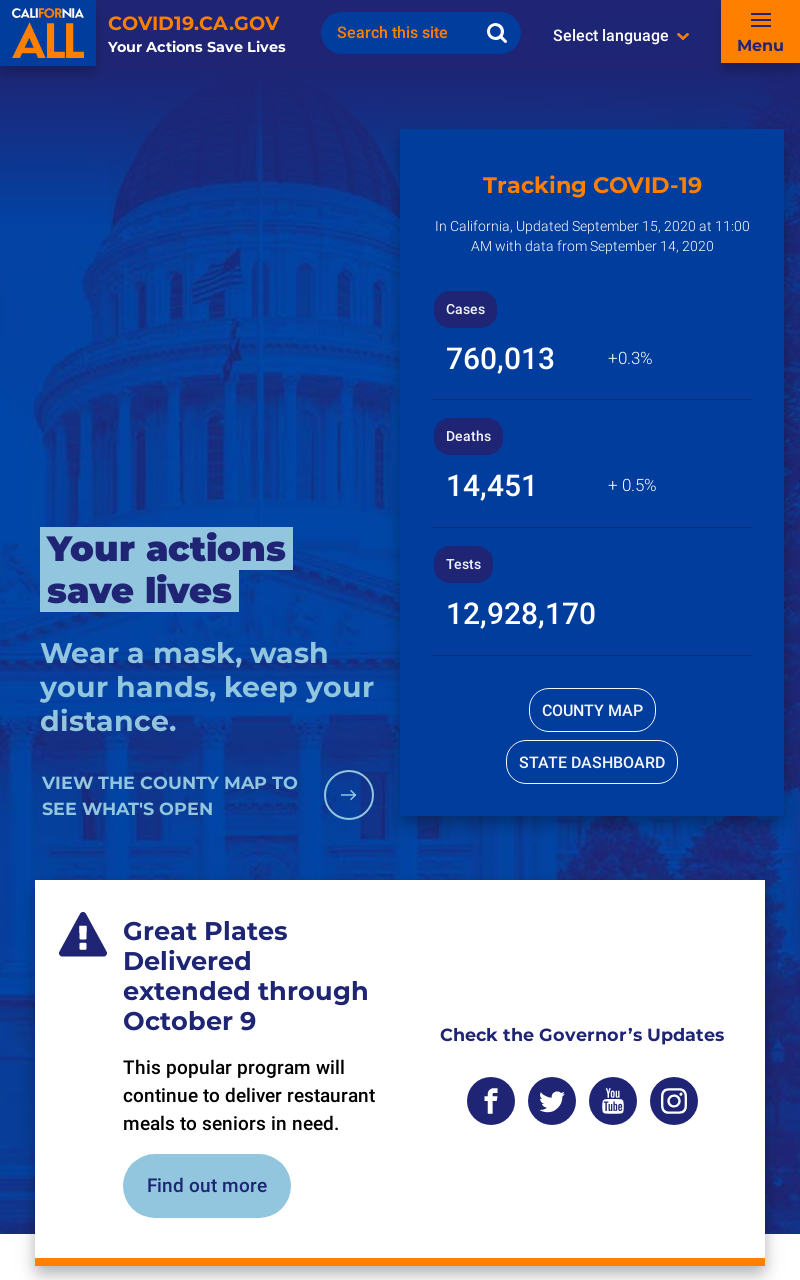 CALIFORNIA
ALL
COVID19.CA.GOV
Your Actions Save Lives
Search this site
Select language
Menu
Tracking COVID-19
In California, Updated September 15, 2020 at 11:00
AM with data from September 14, 2020
Cases
760,013 +0.3%
Deaths
14,451 + 0.5%
Tests
12,928,170
COUNTY MAP
STATE DASHBOARD
Your actions
save lives
Wear a mask, wash
your hands, keep your
distance.
VIEW THE COUNTY MAP TO
SEE WHAT'S OPEN
Great Plates
Delivered
extended through
October 9
This popular program will
continue to deliver restaurant
meals to seniors in need.
Find out more
Check the Governor’s Updates
You
Tube